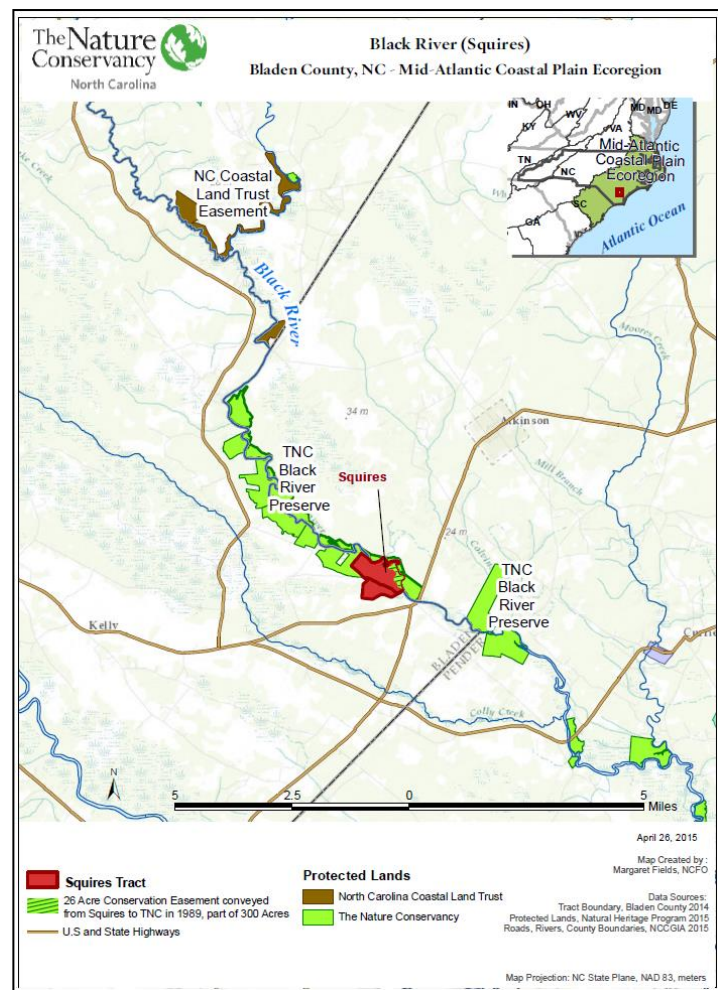 The Nature
Conservancy
North Carolina
Black River (Squires)
Bladen County, NC - Mid-Atlantic Coastal Plain Ecoregion
IN
OH
MD
MD
DE
WV
KY
VA
Mid-Atlantic
Coastal Plain
Ecoregion
TN
NC
SC
GA
Atlantic Ocean
NC Coastal
Land Trust
Easement
Black River
Moores Creek
34 m
Atkinson
TNC
Black
River
Preserve
Squires
Mill Branch
24 m
TNC
Black
River
Preserve
Kelly
BLADEN
PENDER
Colly Creek
N
5
2.5
0
5
Miles
April 26, 2015
Map Created by :
Margaret Fields, NCFO
Squires Tract
26 Acre Conservation Easement conveyed
from Squires to TNC in 1989, part of 300 Acres
U.S and State Highways
Protected Lands
North Carolina Coastal Land Trust
The Nature Conservancy
Data Sources:
Tract Boundary, Bladen County 2014
Protected Lands, Natural Heritage Program 2015
Roads, Rivers, County Boundaries, NCCGIA 2015
Map Projection: NC State Plane, NAD 83, meters